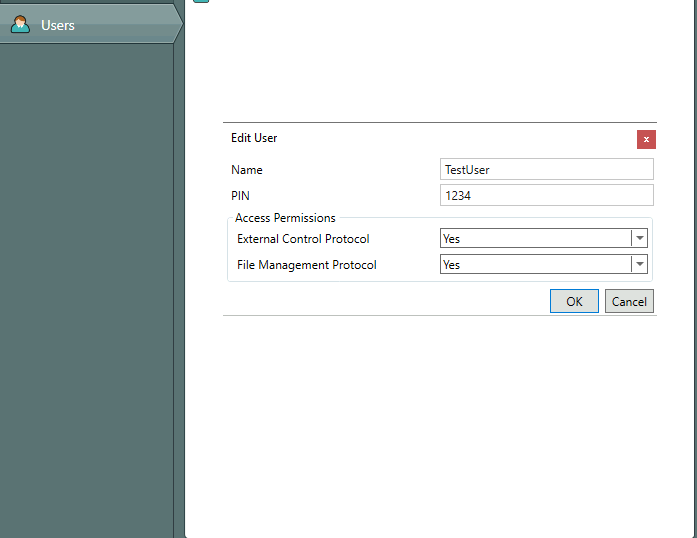 Users
Edit User
x
Name TestUser
PIN 1234
Access Permissions
External Control Protocol Yes
File Management Protocol Yes
OK Cancel